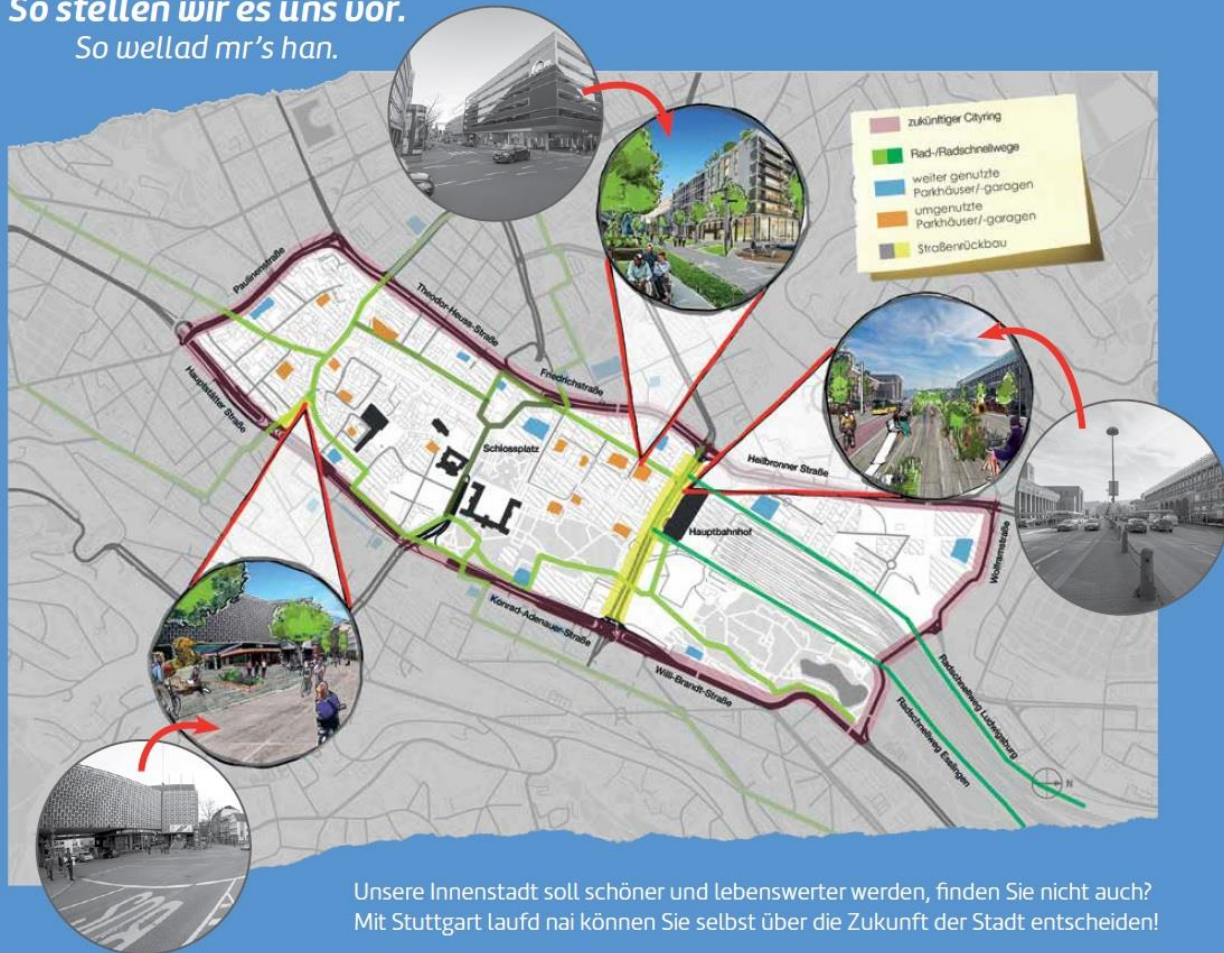 So stellen wir es uns vor.
So wellad mr's han.
zukünftiger Cityring
Rad-/Radschnellwege
weiter genutzte
Parkhäuser/-garagen
umgenutzte
Parkhäuser/-garagen
Straßenrückbau
Paulinenstraße
Theodor-Heuss-Straße
Friedrichstraße
Hauptstätter Straße
Schlossplatz
Heilbronner Straße
Hauptbahnhof
Wolframstraße
Konrad-Adenauer-Straße
Willi-Brandt-Straße
Radschnellweg Ludwigsburg
Radschnellweg Esslingen
N
Unsere Innenstadt soll schöner und lebenswerter werden, finden Sie nicht auch?
Mit Stuttgart laufd nai können Sie selbst über die Zukunft der Stadt entscheiden!